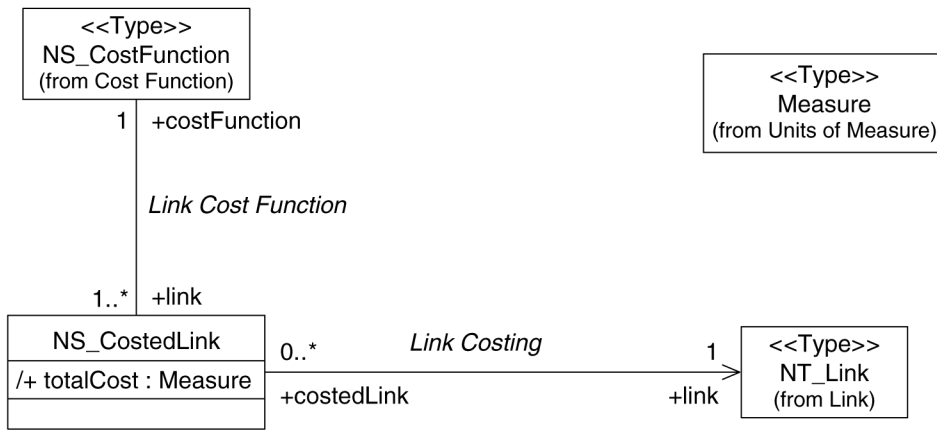 <<Type>>
NS_CostFunction
(from Cost Function)
<<Type>>
Measure
(from Units of Measure)
1
+costFunction
Link Cost Function
1..*
+link
NS_CostedLink
/+ totalCost : Measure
0..*
Link Costing
1
+costedLink
+link
<<Type>>
NT_Link
(from Link)